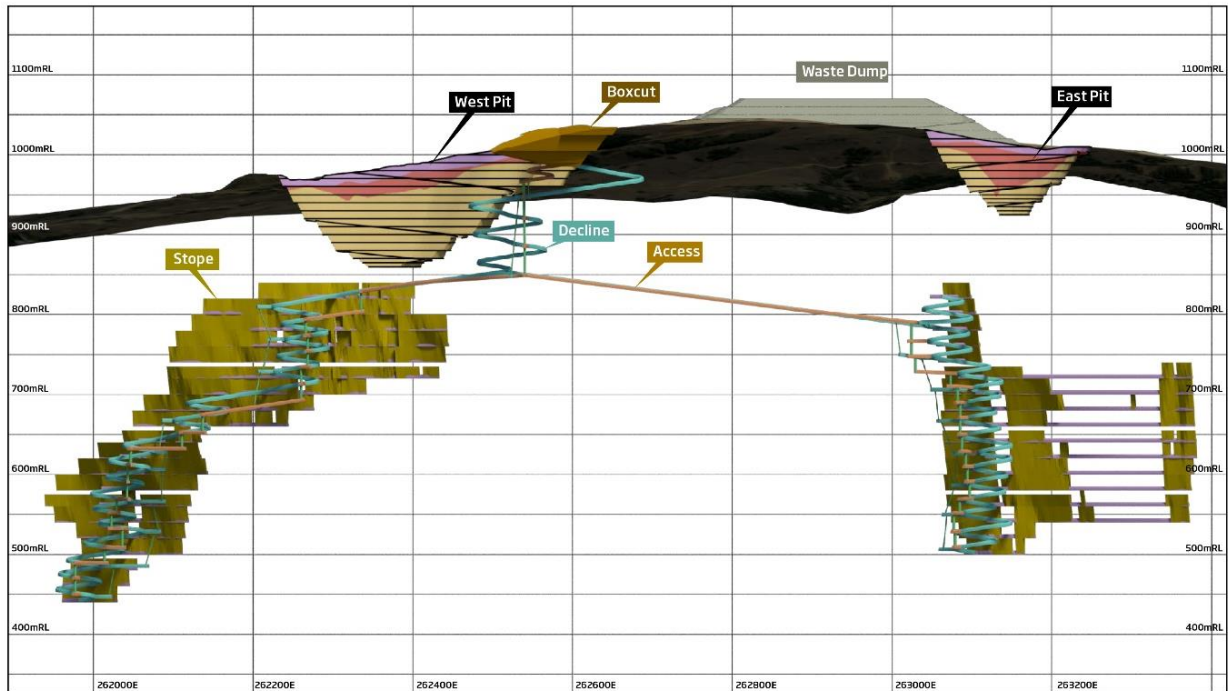 1100mRL
Waste Dump
1100mRL
Boxcut
West Pit
East Pit
1000mRL
1000mRL
900mRL
900mRL
Decline
Stope
Access
800mRL
800mRL
700mRL
700mRL
600mRL
600mRL
500mRL
500mRL
400mRL
400mRL
262000E
262200E
262400E
262600E
262800E
263000E
263200E